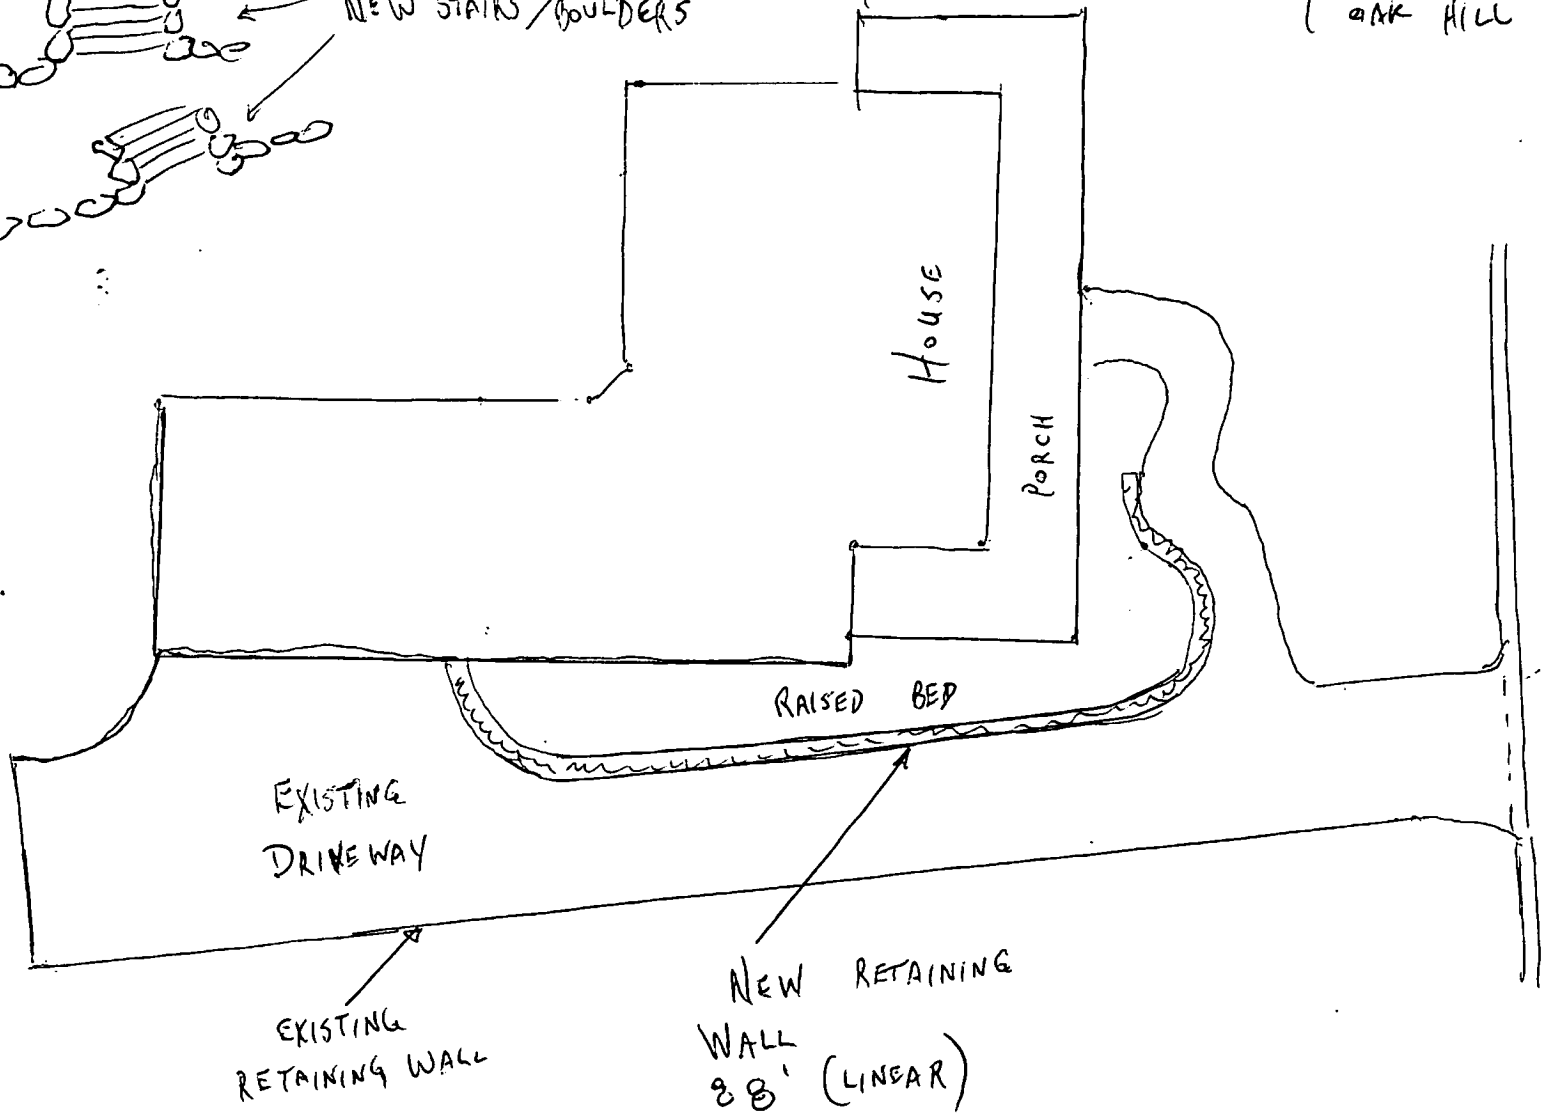 NEW STAIRS/BOULDERS
OAK HILL
HOUSE
PORCH
RAISED BED
EXISTING
DRIVEWAY
NEW RETAINING
WALL
88' (LINEAR)
EXISTING
RETAINING WALL